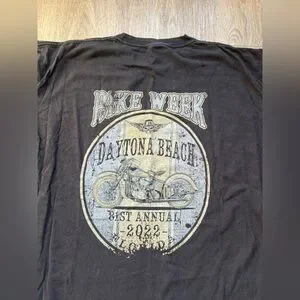 BIKE WEEK
DAYTONA BEACH
81ST ANNUAL
-2022-
FLORIDA